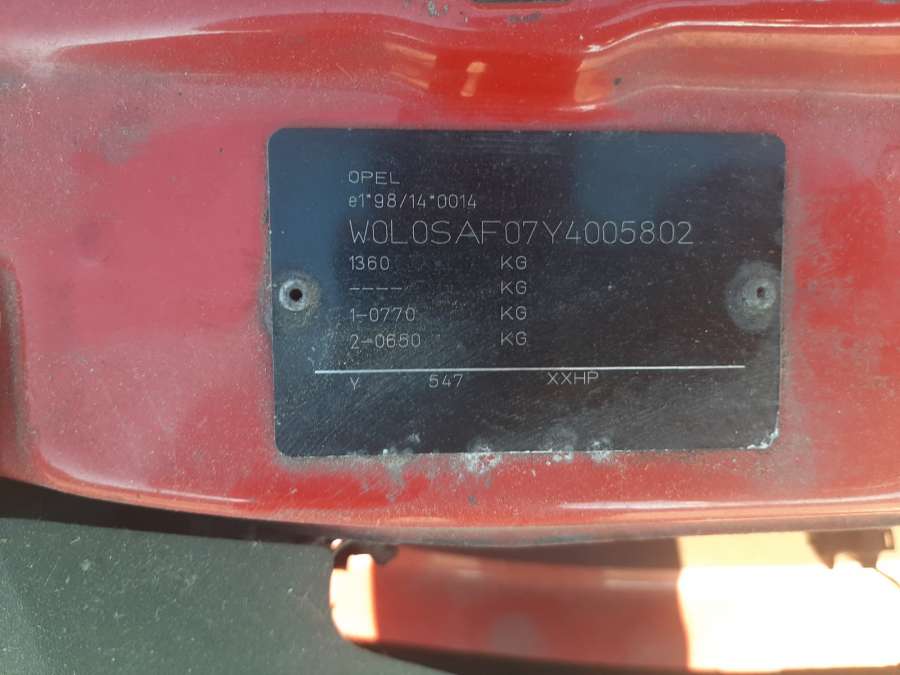 OPEL
e1*98/14*0014
W0L0SAF07Y4005802
1360 KG
---- KG
1-0770 KG
2-0680 KG
Y 547 XXHP